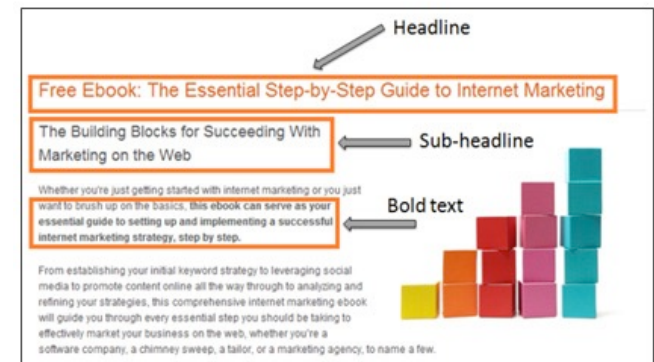 Headline
Free Ebook: The Essential Step-by-Step Guide to Internet Marketing
The Building Blocks for Succeeding With
Marketing on the Web
Sub-headline
Whether you're just getting started with internet marketing or you just
want to brush up on the basics, this ebook can serve as your
essential guide to setting up and implementing a successful
internet marketing strategy, step by step.
Bold text
From establishing your initial keyword strategy to leveraging social
media to promote content online all the way through to analyzing and
refining your strategies, this comprehensive internet marketing ebook
will guide you through every essential step you should be taking to
effectively market your business on the web, whether you're a
software company, a chimney sweep, a tailor, or a marketing agency, to name a few.